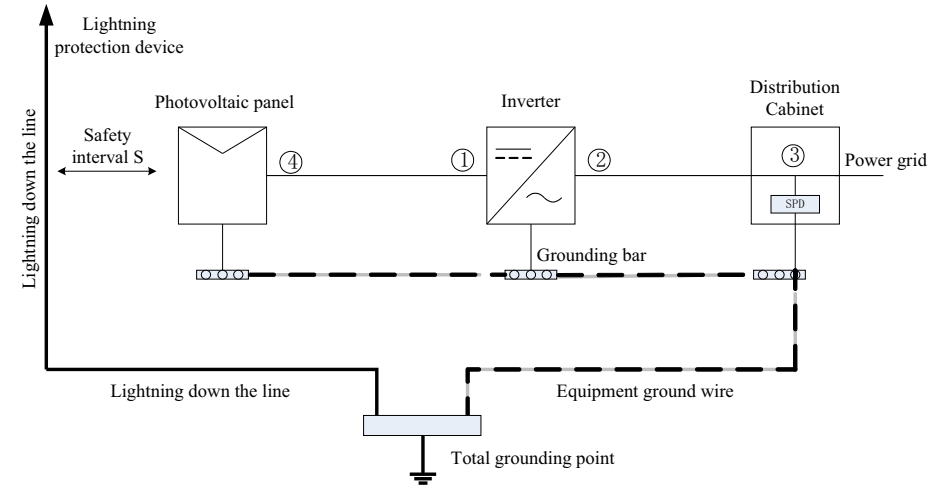 Lightning
protection device
Lightning down the line
Safety
interval S
Photovoltaic panel
④
①
Inverter
②
Distribution
Cabinet
③
SPD
Power grid
Grounding bar
Lightning down the line
Equipment ground wire
Total grounding point